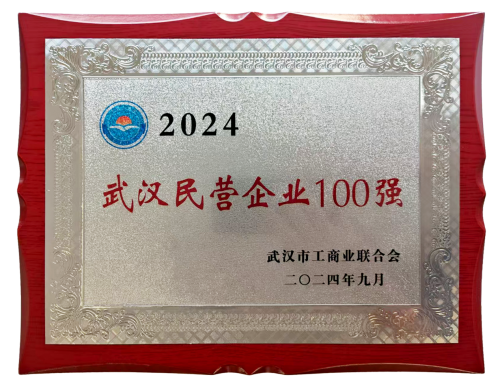 2024
武汉民营企业100强
武汉市工商业联合会
二〇二四年九月